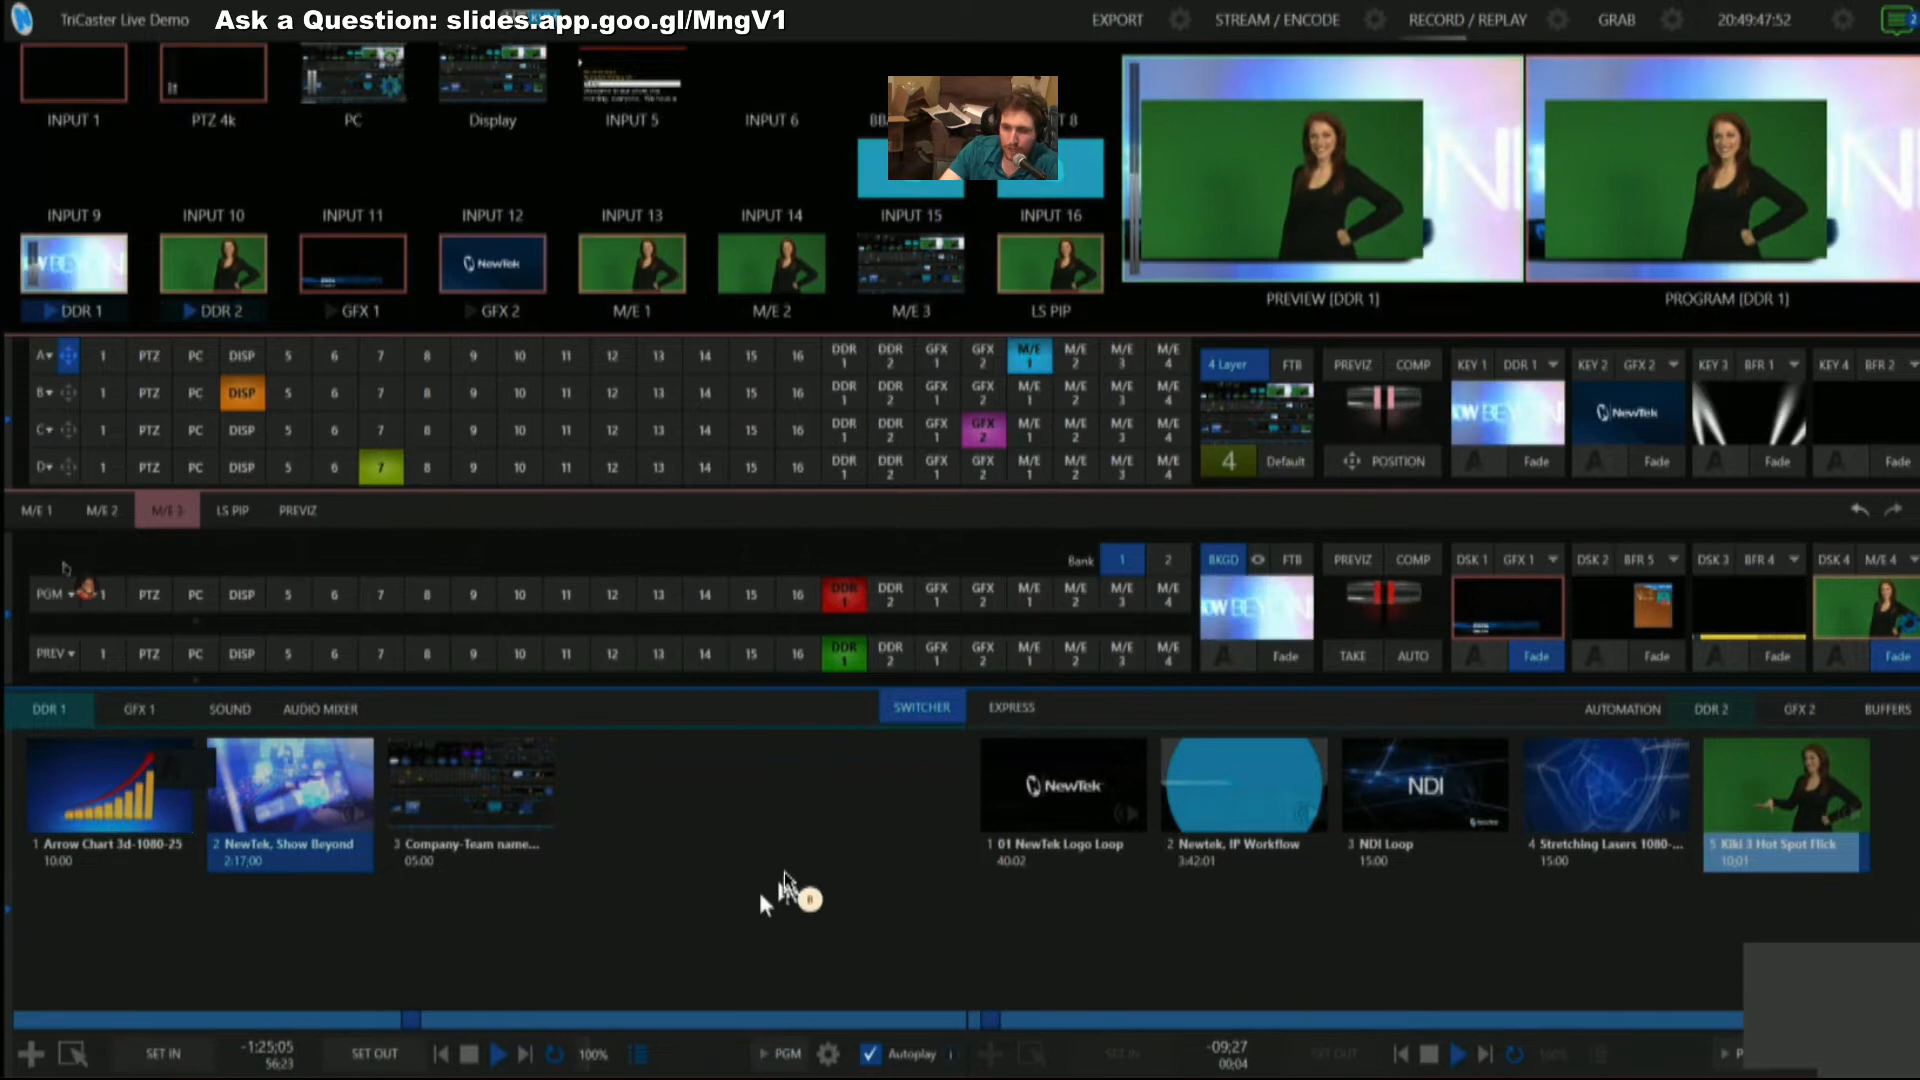 TriCaster Live Demo
Ask a Question: slides.app.goo.gl/MngV1
EXPORT STREAM / ENCODE RECORD / REPLAY GRAB 20:49:47:52
INPUT 1 PTZ 4k PC Display INPUT 5 INPUT 6
INPUT 9 INPUT 10 INPUT 11 INPUT 12 INPUT 13 INPUT 14 INPUT 15 INPUT 16
NewTek
DDR 1 DDR 2 GFX 1 GFX 2 M/E 1 M/E 2 M/E 3 LS PIP
PREVIEW [DDR 1] PROGRAM [DDR 1]
A 1 PTZ PC DISP 5 6 7 8 9 10 11 12 13 14 15 16 DDR 1 DDR 2 GFX 1 GFX 2 M/E 1 M/E 2 M/E 3 M/E 4
B 1 PTZ PC DISP 5 6 7 8 9 10 11 12 13 14 15 16 DDR 1 DDR 2 GFX 1 GFX 2 M/E 1 M/E 2 M/E 3 M/E 4
C 1 PTZ PC DISP 5 6 7 8 9 10 11 12 13 14 15 16 DDR 1 DDR 2 GFX 1 GFX 2 M/E 1 M/E 2 M/E 3 M/E 4
D 1 PTZ PC DISP 5 6 7 8 9 10 11 12 13 14 15 16 DDR 1 DDR 2 GFX 1 GFX 2 M/E 1 M/E 2 M/E 3 M/E 4
4 Layer FTB PREVIZ COMP KEY 1 DDR 1 KEY 2 GFX 2 KEY 3 BFR 1 KEY 4 BFR 2
NewTek
4 Default POSITION Fade Fade Fade Fade
M/E 1 M/E 2 M/E 3 LS PIP PREVIZ
Bank 1 2
BKGD FTB PREVIZ COMP DSK 1 GFX 1 DSK 2 BFR 5 DSK 3 BFR 4 DSK 4 M/E 4
PGM 1 PTZ PC DISP 5 6 7 8 9 10 11 12 13 14 15 16 DDR 1 DDR 2 GFX 1 GFX 2 M/E 1 M/E 2 M/E 3 M/E 4
PREV 1 PTZ PC DISP 5 6 7 8 9 10 11 12 13 14 15 16 DDR 1 DDR 2 GFX 1 GFX 2 M/E 1 M/E 2 M/E 3 M/E 4
Fade TAKE AUTO Fade Fade Fade Fade
DDR 1 GFX 1 SOUND AUDIO MIXER SWITCHER EXPRESS AUTOMATION DDR 2 GFX 2 BUFFERS
NewTek NDI
1 Arrow Chart 3d-1080-25 2 NewTek, Show Beyond 3 Company-Team name...
10:00 2:17;00 05:00
1 01 NewTek Logo Loop 2 Newtek, IP Workflow 3 NDI Loop 4 Stretching Lasers 1080-... 5 Kiki 3 Hot Spot Flick
40:02 3:42:01 15:00 15:00 10;01
SET IN -1:25;05 SET OUT 100% PGM Autoplay SET IN -09;27 SET OUT 100%
56;23 00;04